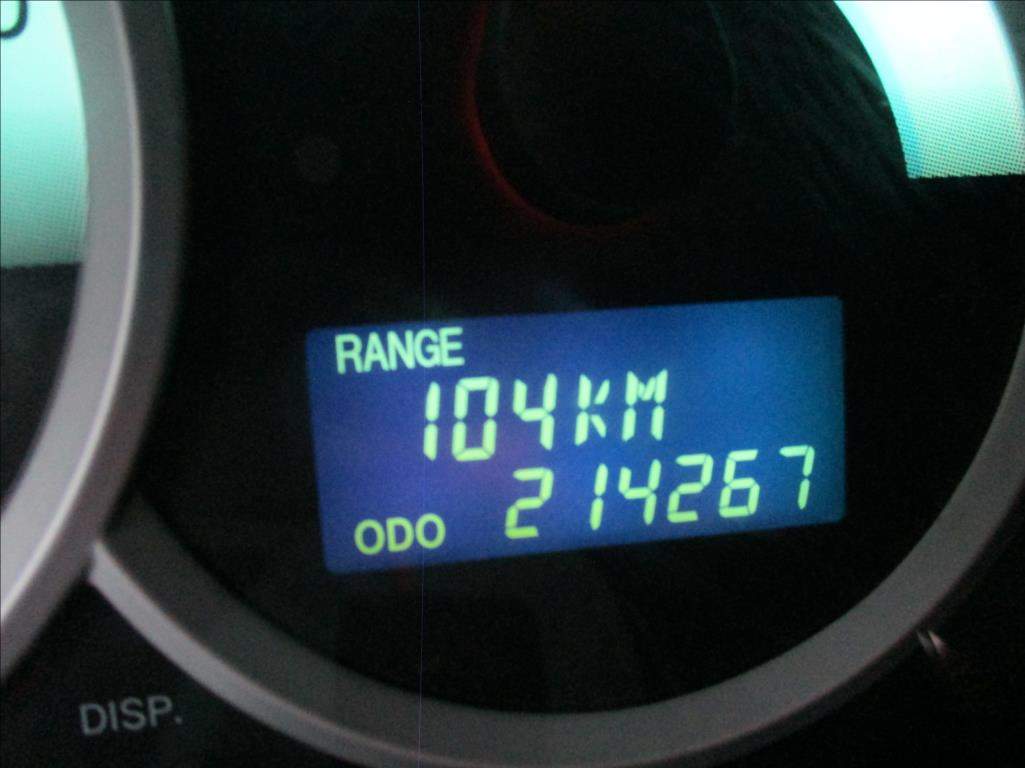 RANGE
104KM
ODO 214267
DISP.